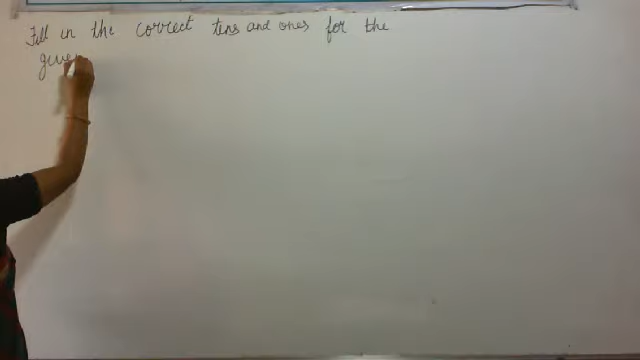 Fill in the correct tens and ones for the
given